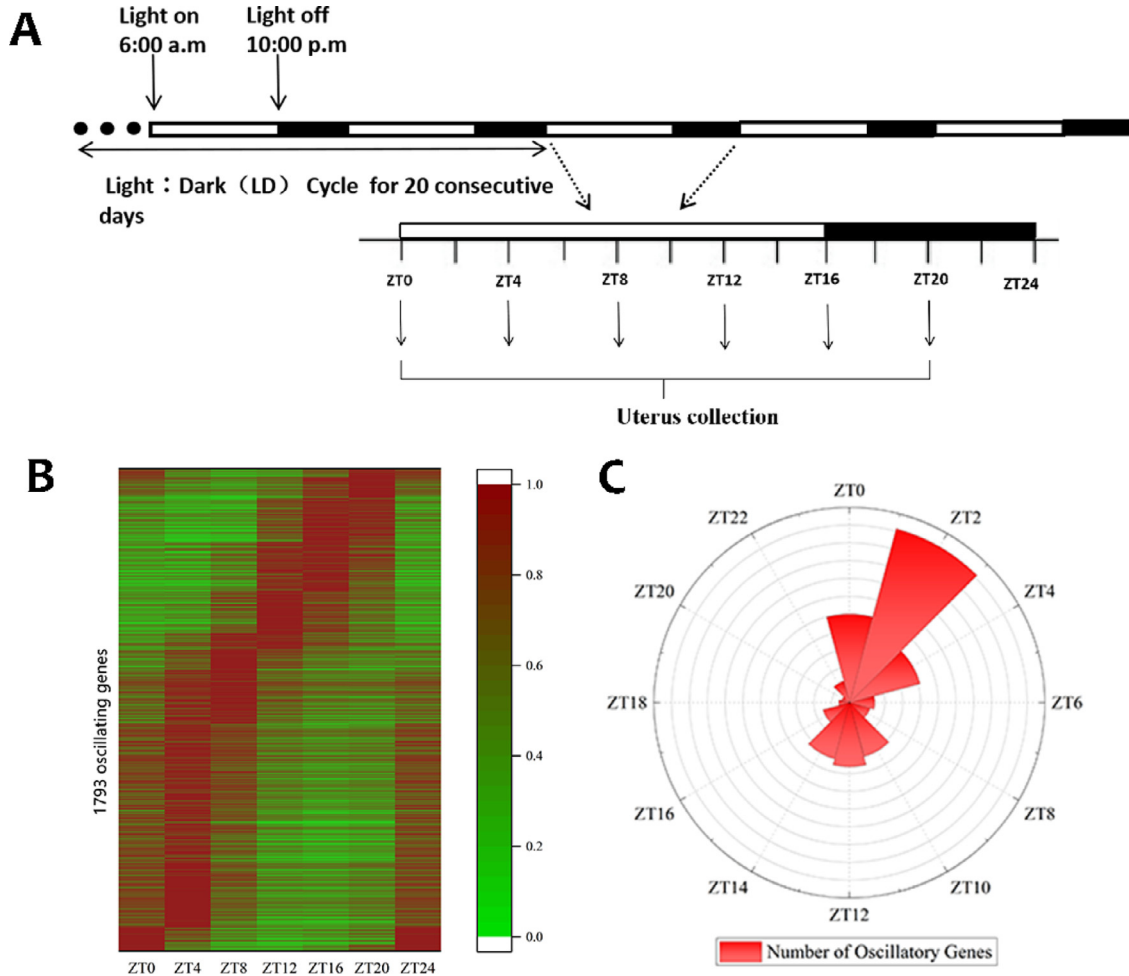 A
Light on
6:00 a.m
Light off
10:00 p.m
Light：Dark（LD） Cycle for 20 consecutive
days
ZT0 ZT4 ZT8 ZT12 ZT16 ZT20 ZT24
Uterus collection
B
1793 oscillating genes
1.0
0.8
0.6
0.4
0.2
0.0
ZT0 ZT4 ZT8 ZT12 ZT16 ZT20 ZT24
C
ZT0
ZT2
ZT4
ZT6
ZT8
ZT10
ZT12
ZT14
ZT16
ZT18
ZT20
ZT22
Number of Oscillatory Genes